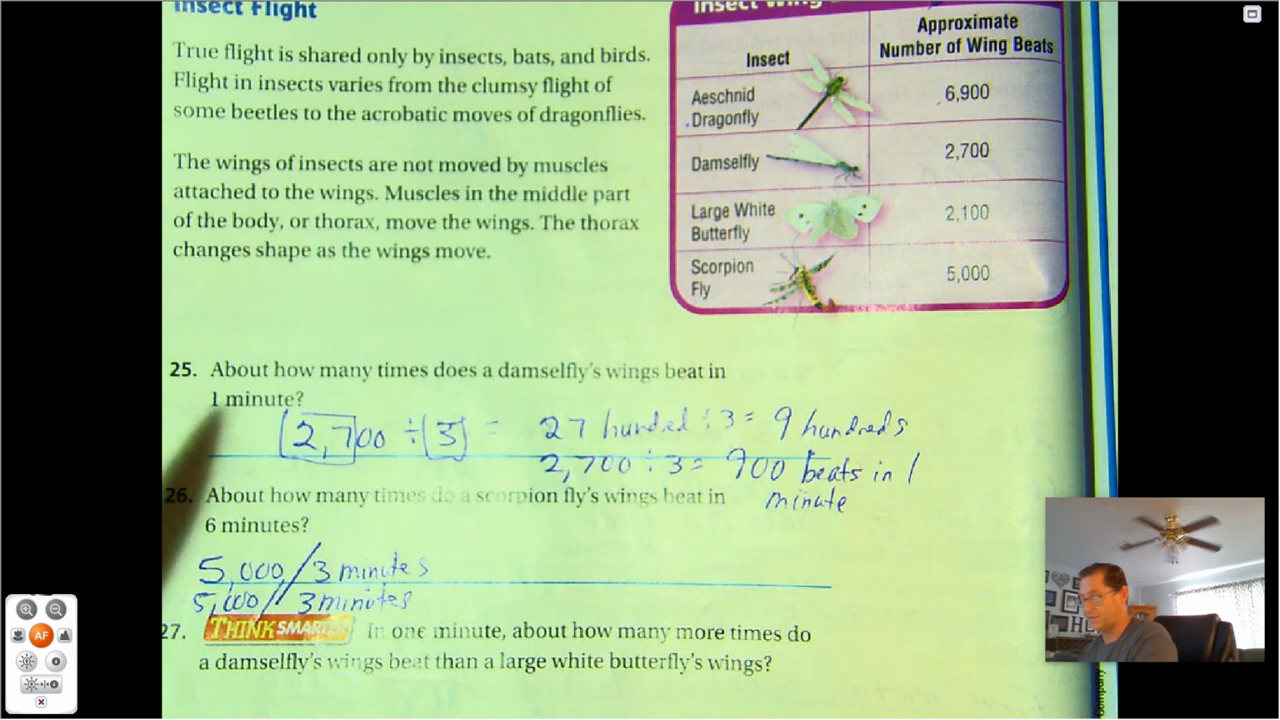 Insect Flight
True flight is shared only by insects, bats, and birds.
Flight in insects varies from the clumsy flight of
some beetles to the acrobatic moves of dragonflies.
The wings of insects are not moved by muscles
attached to the wings. Muscles in the middle part
of the body, or thorax, move the wings. The thorax
changes shape as the wings move.
Insect Wing
Insect
Approximate
Number of Wing Beats
Aeschnid
Dragonfly
6,900
Damselfly
2,700
Large White
Butterfly
2,100
Scorpion
Fly
5,000
25. About how many times does a damselfly's wings beat in
1 minute?
2,700 ÷ 3 = 27 hundred ÷ 3 = 9 hundreds
2,700 ÷ 3 = 900 beats in 1
minute
26. About how many times do a scorpion fly's wings beat in
6 minutes?
5,000/3 minutes
5,000/3 minutes
27. THINK SMARTER In one minute, about how many more times do
a damselfly's wings beat than a large white butterfly's wings?
AF
Company